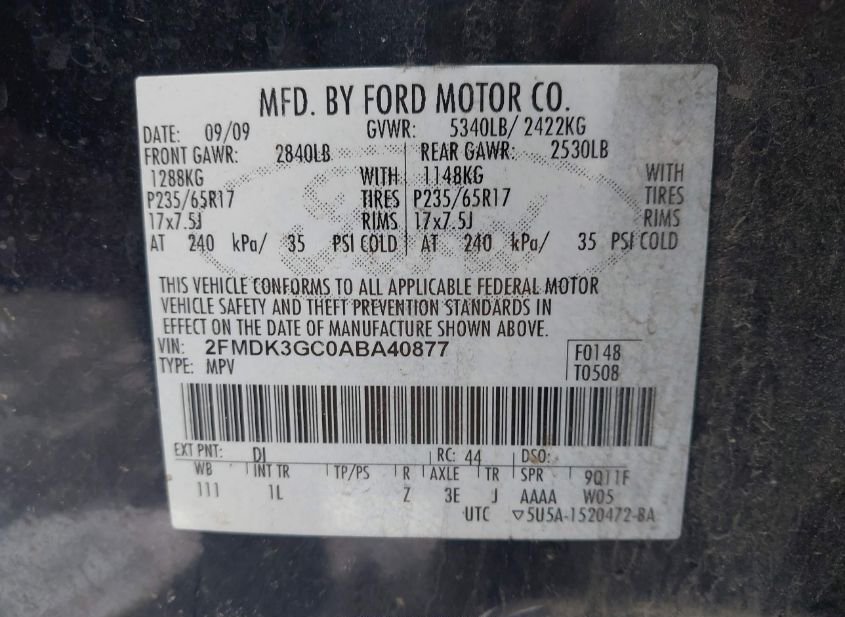 MFD. BY FORD MOTOR CO.
DATE: 09/09 GVWR: 5340LB/ 2422KG
FRONT GAWR: 2840LB REAR GAWR: 2530LB
1288KG WITH 1148KG WITH
P235/65R17 TIRES P235/65R17 TIRES
17x7.5J RIMS 17x7.5J RIMS
AT 240 kPa/ 35 PSI COLD AT 240 kPa/ 35 PSI COLD
THIS VEHICLE CONFORMS TO ALL APPLICABLE FEDERAL MOTOR
VEHICLE SAFETY AND THEFT PREVENTION STANDARDS IN
EFFECT ON THE DATE OF MANUFACTURE SHOWN ABOVE.
VIN: 2FMDK3GC0ABA40877 F0148
TYPE: MPV T0508
EXT PNT: DJ RC: 44 DSO:
WB INT TR TP/PS R AXLE TR SPR 9Q11F
111 1L Z 3E J AAAA W05
UTC ▽5U5A-1520472-BA